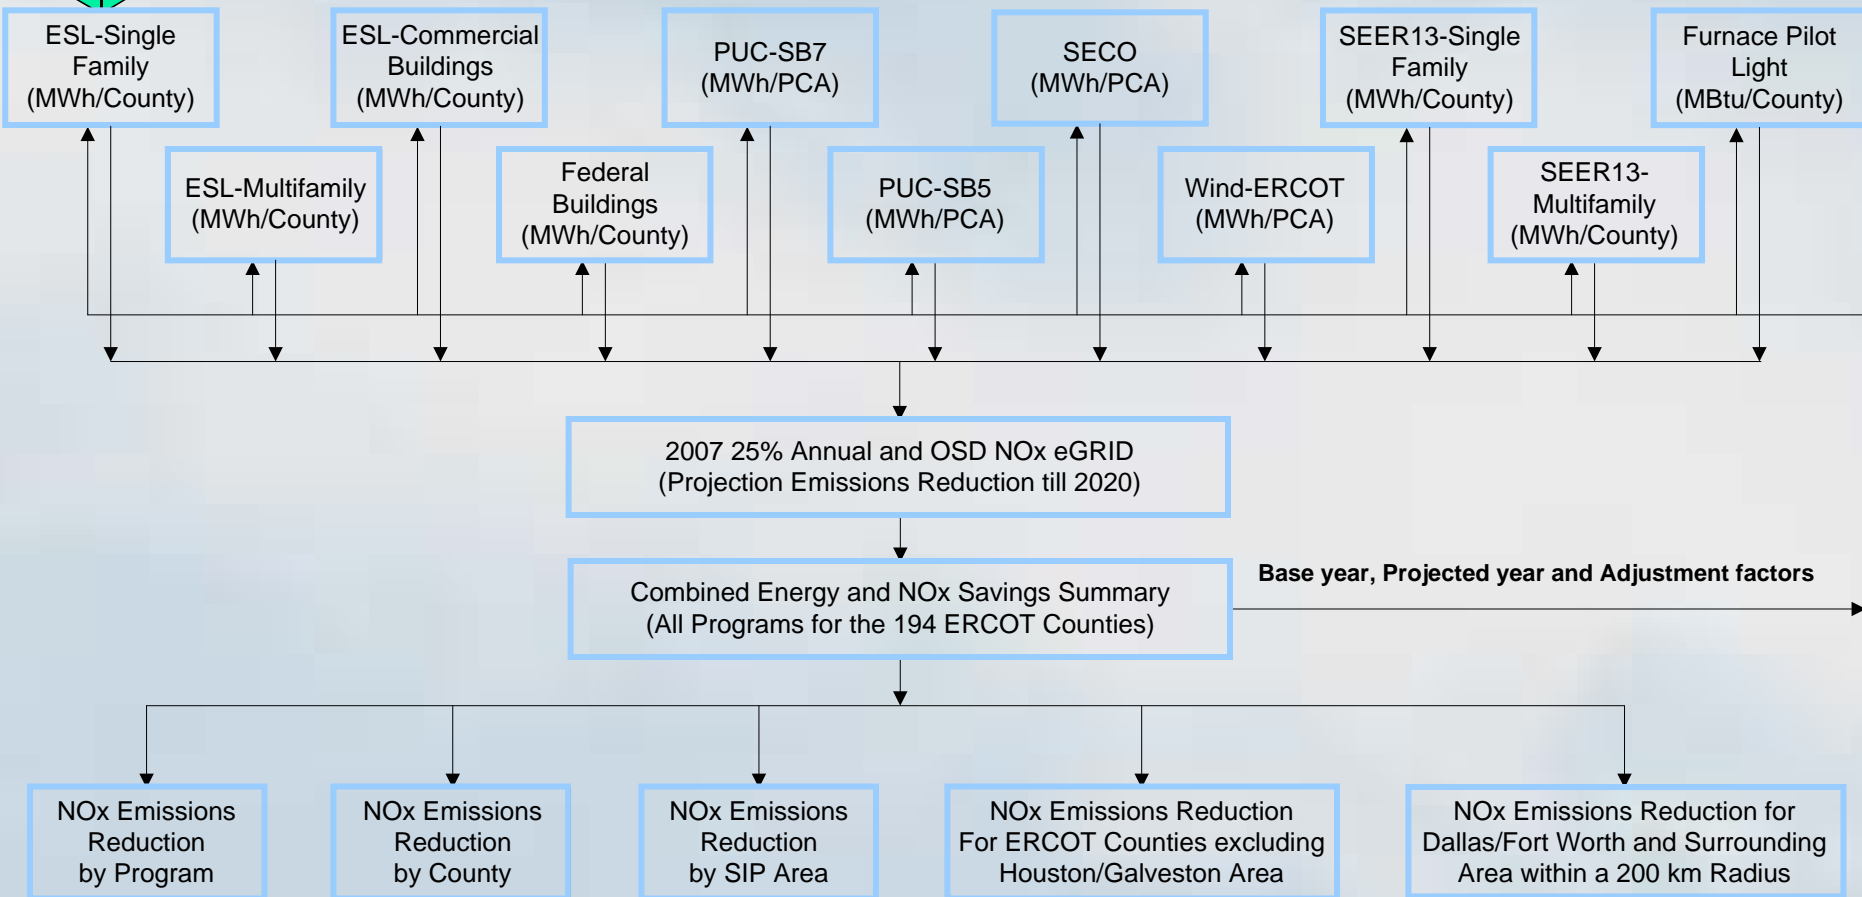 ESL-Single
Family
(MWh/County)
ESL-Commercial
Buildings
(MWh/County)
PUC-SB7
(MWh/PCA)
SECO
(MWh/PCA)
SEER13-Single
Family
(MWh/County)
Furnace Pilot
Light
(MBtu/County)
ESL-Multifamily
(MWh/County)
Federal
Buildings
(MWh/County)
PUC-SB5
(MWh/PCA)
Wind-ERCOT
(MWh/PCA)
SEER13-
Multifamily
(MWh/County)
2007 25% Annual and OSD NOx eGRID
(Projection Emissions Reduction till 2020)
Combined Energy and NOx Savings Summary
(All Programs for the 194 ERCOT Counties)
Base year, Projected year and Adjustment factors
NOx Emissions
Reduction
by Program
NOx Emissions
Reduction
by County
NOx Emissions
Reduction
by SIP Area
NOx Emissions Reduction
For ERCOT Counties excluding
Houston/Galveston Area
NOx Emissions Reduction for
Dallas/Fort Worth and Surrounding
Area within a 200 km Radius